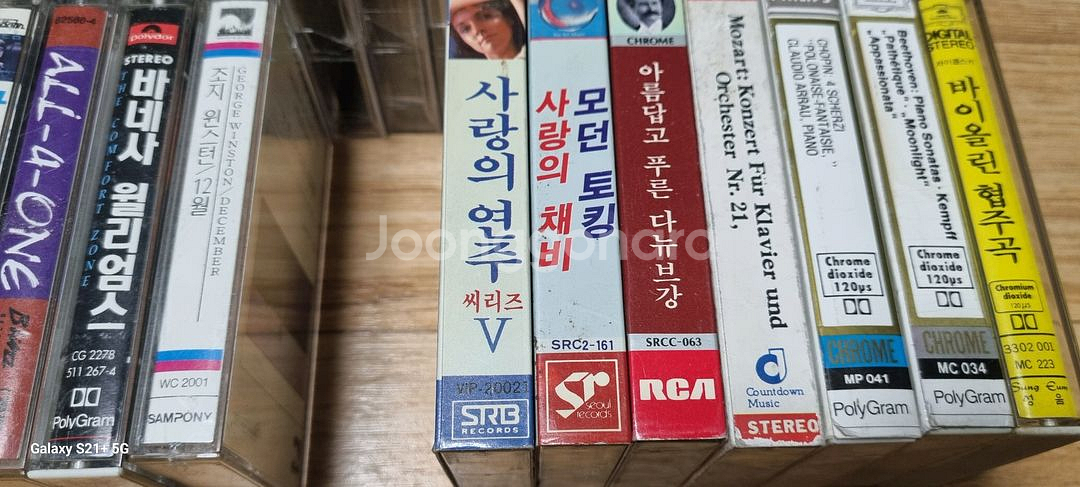 82500-4
ALL-4-ONE
Polydor
STEREO
바네사 윌리엄스
THE COMFORT ZONE
CG 2278
511 267-4
PolyGram
조지 윈스턴/12월
GEORGE WINSTON/DECEMBER
WC 2001
SAMPONY
사랑의 연주
씨리즈
V
VIP-20021
SRB
RECORDS
모던 토킹
사랑의 채비
SRC2-161
sr
seoul
records
CHROME
아름답고 푸른 다뉴브강
SRCC-063
RCA
Mozart: Konzert Für Klavier und
Orchester Nr. 21,
Countdown
Music
STEREO
CHOPIN: 4 SCHERZI
"POLONAISE-FANTAISIE,"
CLAUDIO ARRAU, PIANO
Chrome
dioxide
120µs
CHROME
MP 041
PolyGram
Beethoven: Piano Sonatas · Kempff
"Pathétique"· "Moonlight"·
"Appassionata"
Chrome
dioxide
120µs
CHROME
MC 034
PolyGram
DIGITAL
STEREO
바이올린 협주곡
Chromium
dioxide
120 µs
3302 001
MC 223
Sung Eum
성음
Joonggonara
Galaxy S21+ 5G